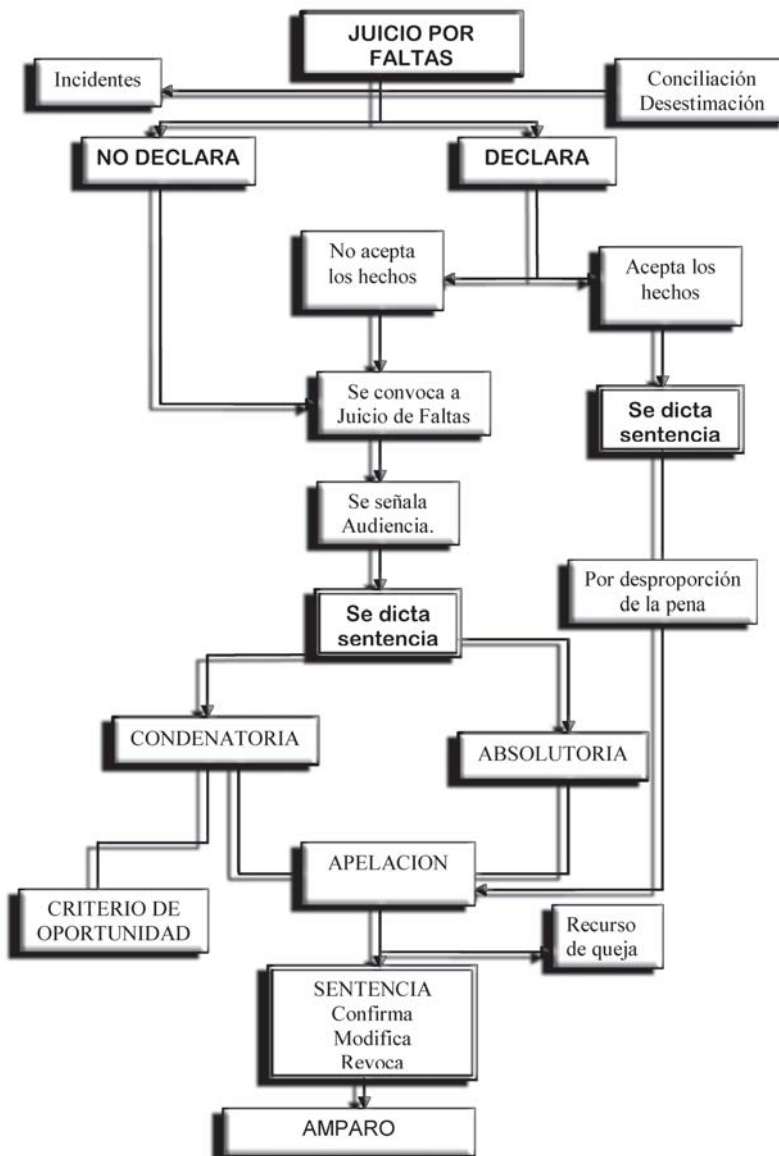 JUICIO POR
FALTAS
Incidentes
Conciliación
Desestimación
NO DECLARA
DECLARA
No acepta
los hechos
Acepta los
hechos
Se convoca a
Juicio de Faltas
Se dicta
sentencia
Se señala
Audiencia.
Por desproporción
de la pena
Se dicta
sentencia
CONDENATORIA
ABSOLUTORIA
APELACION
CRITERIO DE
OPORTUNIDAD
Recurso
de queja
SENTENCIA
Confirma
Modifica
Revoca
AMPARO